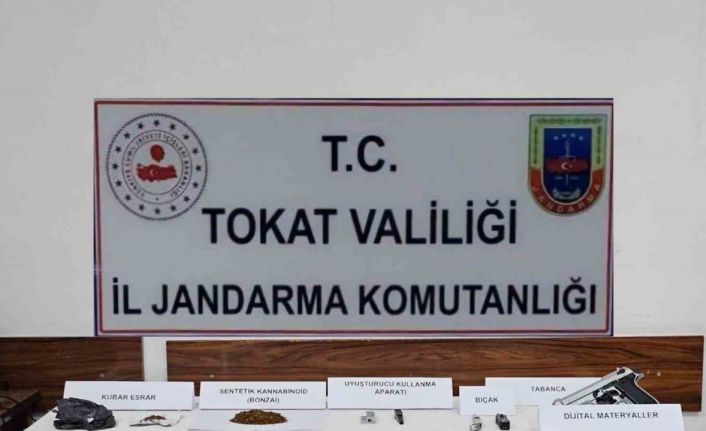 T.C.
TOKAT VALİLİĞİ
İL JANDARMA KOMUTANLIĞI
JANDARMA
KUBAR ESRAR
SENTETİK KANNABİNOİD
(BONZAİ)
UYUŞTURUCU KULLANMA
APARATI
BIÇAK
TABANCA
DİJİTAL MATERYALLER